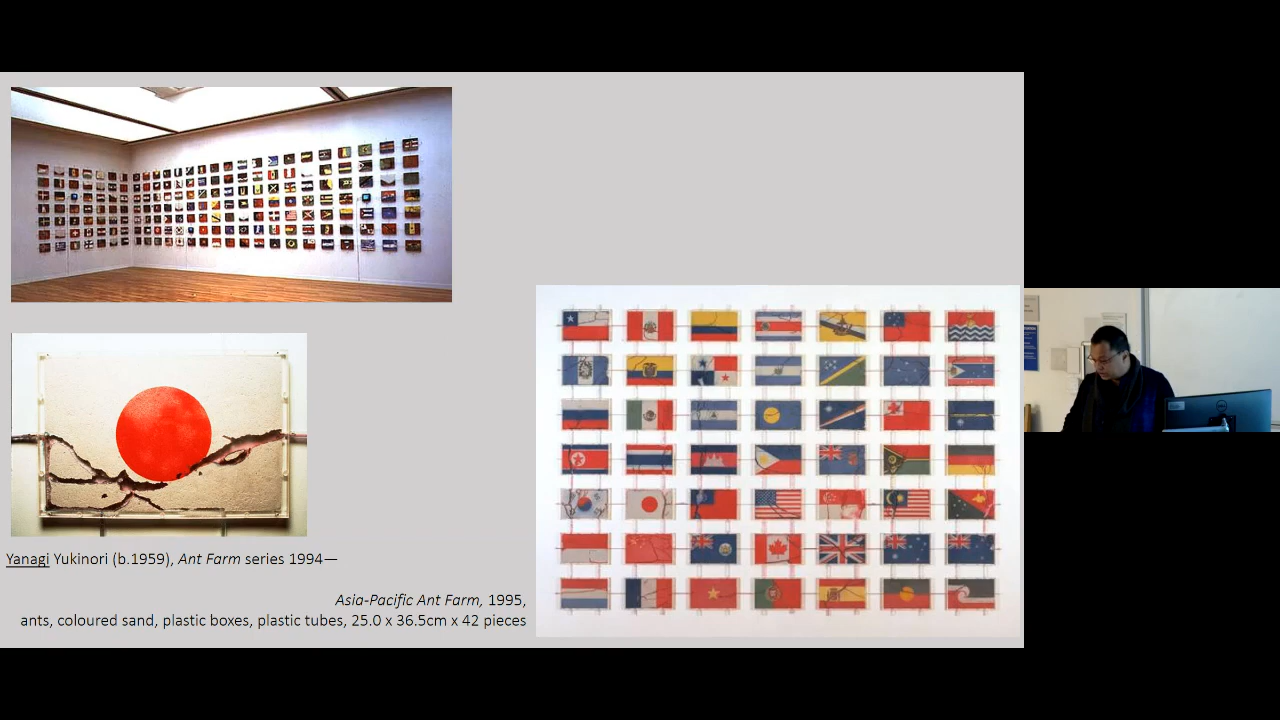 Yanagi Yukinori (b.1959), Ant Farm series 1994—
Asia-Pacific Ant Farm, 1995,
ants, coloured sand, plastic boxes, plastic tubes, 25.0 x 36.5cm x 42 pieces